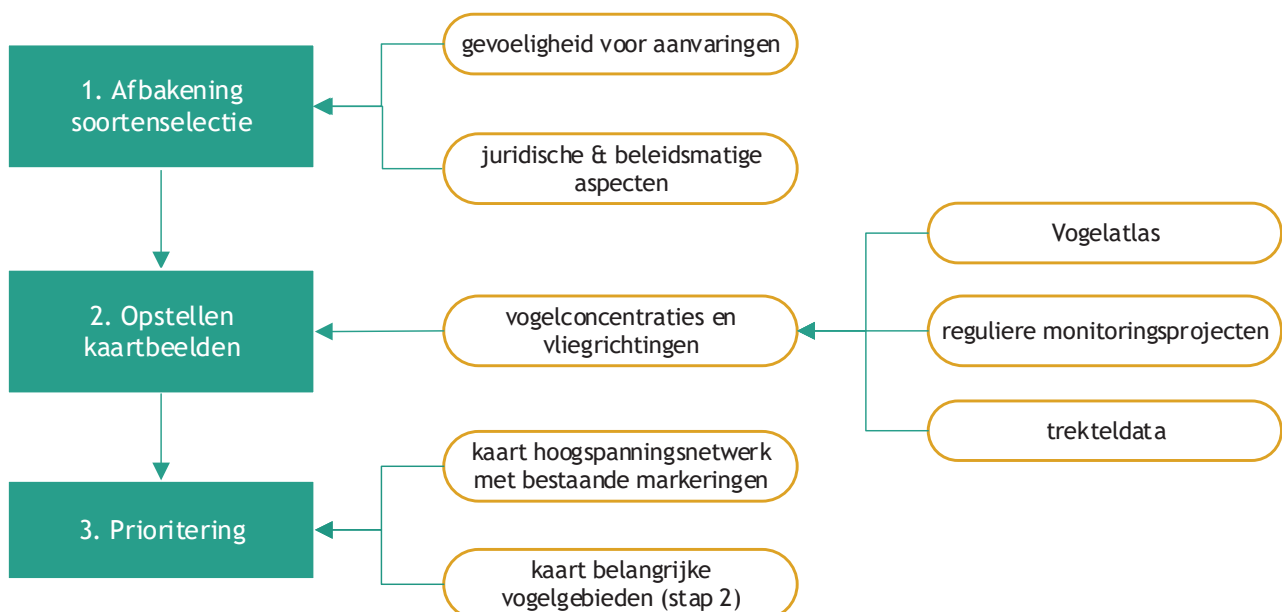 gevoeligheid voor aanvaringen
1. Afbakening
soortenselectie
juridische & beleidsmatige
aspecten
Vogelatlas
2. Opstellen
kaartbeelden
vogelconcentraties en
vliegrichtingen
reguliere monitoringsprojecten
trekteldata
kaart hoogspanningsnetwerk
met bestaande markeringen
3. Prioritering
kaart belangrijke
vogelgebieden (stap 2)